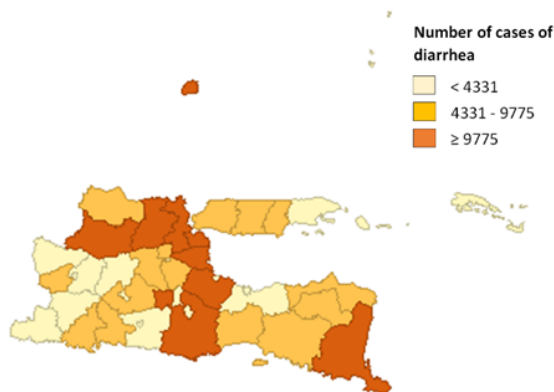 Number of cases of
diarrhea
< 4331
4331 - 9775
≥ 9775